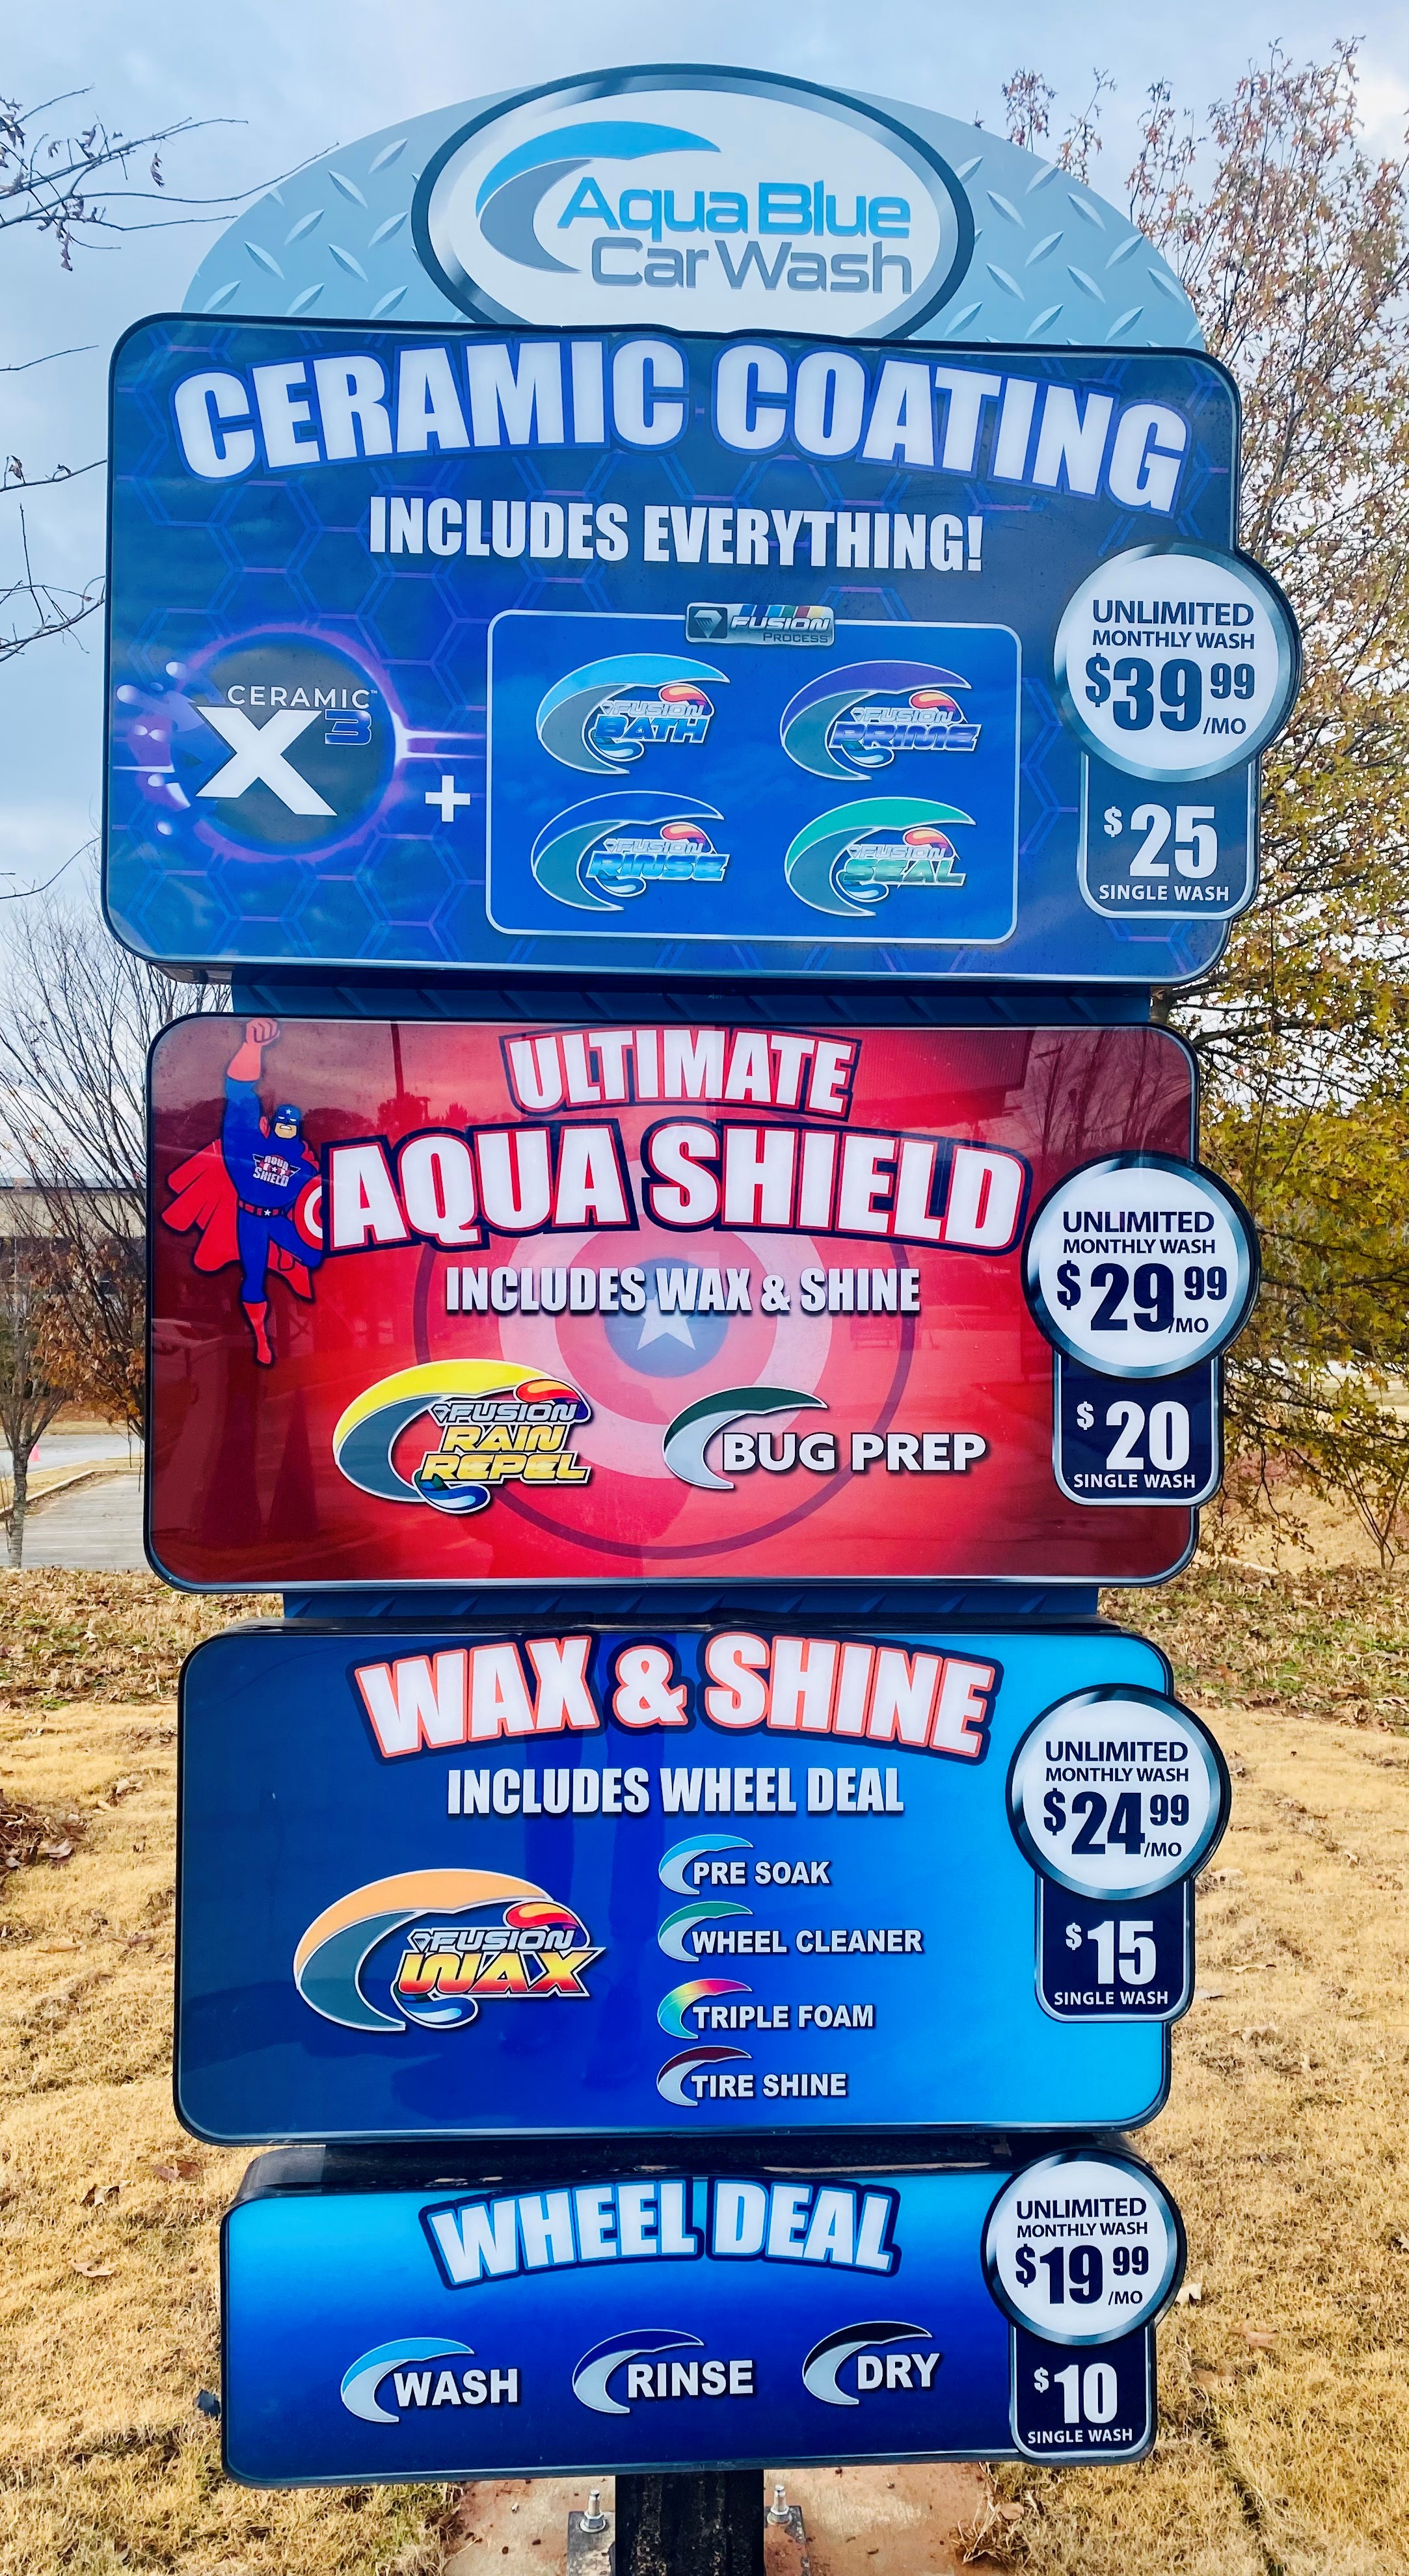 Aqua Blue
Car Wash
CERAMIC COATING
INCLUDES EVERYTHING!
FUSION
PROCESS
CERAMIC™
X3
+
FUSION
BATH
FUSION
PRIME
FUSION
RINSE
FUSION
SEAL
UNLIMITED
MONTHLY WASH
$39 99
/MO
$25
SINGLE WASH
ULTIMATE
AQUA SHIELD
AQUA
SHIELD
INCLUDES WAX & SHINE
FUSION
RAIN
REPEL
BUG PREP
UNLIMITED
MONTHLY WASH
$29 99
/MO
$20
SINGLE WASH
WAX & SHINE
INCLUDES WHEEL DEAL
FUSION
WAX
PRE SOAK
WHEEL CLEANER
TRIPLE FOAM
TIRE SHINE
UNLIMITED
MONTHLY WASH
$24 99
/MO
$15
SINGLE WASH
WHEEL DEAL
WASH
RINSE
DRY
UNLIMITED
MONTHLY WASH
$19 99
/MO
$10
SINGLE WASH